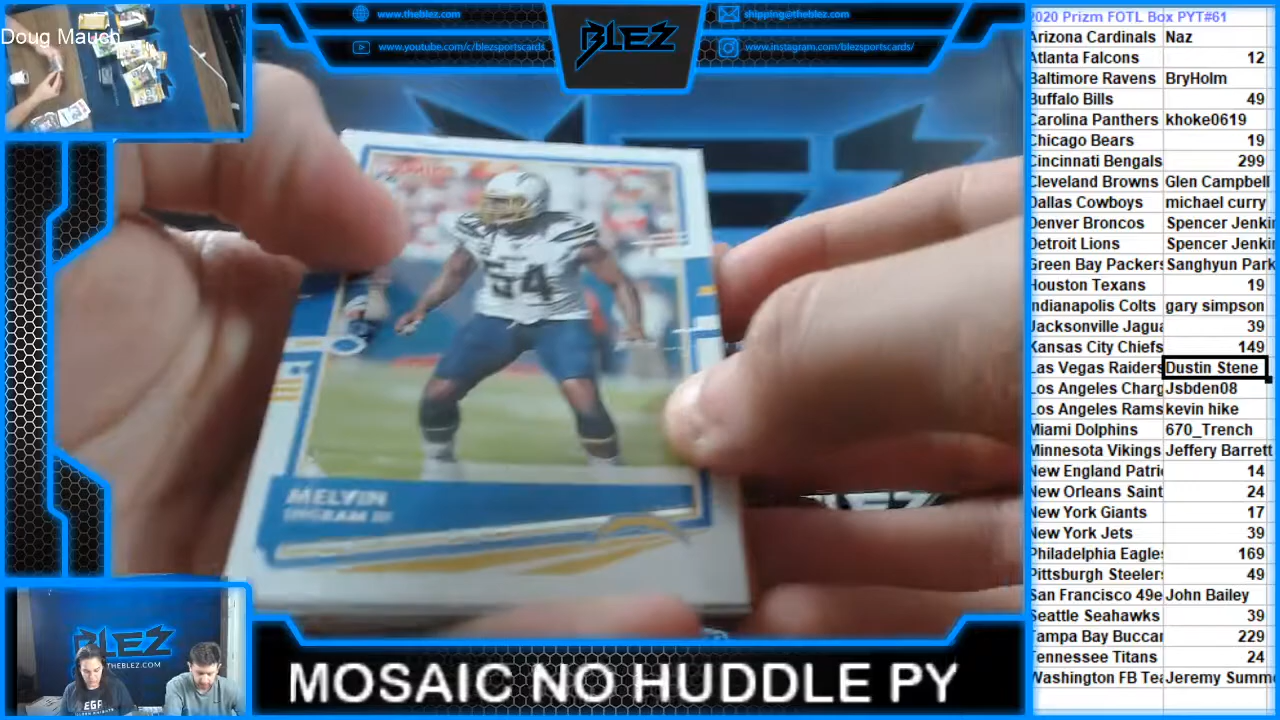 Doug Mauch
www.theblez.com
shipping@theblez.com
www.youtube.com/c/blezsportscards
www.instagram.com/blezsportscards/
BLEZ
54
MELVIN
INGRAM III
BLEZ
THEBLEZ.COM
EGF
MOSAIC NO HUDDLE PY
2020 Prizm FOTL Box PYT#61
Arizona Cardinals Naz
Atlanta Falcons 12
Baltimore Ravens BryHolm
Buffalo Bills 49
Carolina Panthers khoke0619
Chicago Bears 19
Cincinnati Bengals 299
Cleveland Browns Glen Campbell
Dallas Cowboys michael curry
Denver Broncos Spencer Jenkin
Detroit Lions Spencer Jenkin
Green Bay Packers Sanghyun Park
Houston Texans 19
Indianapolis Colts gary simpson
Jacksonville Jagua 39
Kansas City Chiefs 149
Las Vegas Raiders Dustin Stene
Los Angeles Charg Jsbden08
Los Angeles Rams kevin hike
Miami Dolphins 670_Trench
Minnesota Vikings Jeffery Barrett
New England Patri 14
New Orleans Saint 24
New York Giants 17
New York Jets 39
Philadelphia Eagles 169
Pittsburgh Steelers 49
San Francisco 49e John Bailey
Seattle Seahawks 39
Tampa Bay Buccar 229
Tennessee Titans 24
Washington FB Tea Jeremy Summe